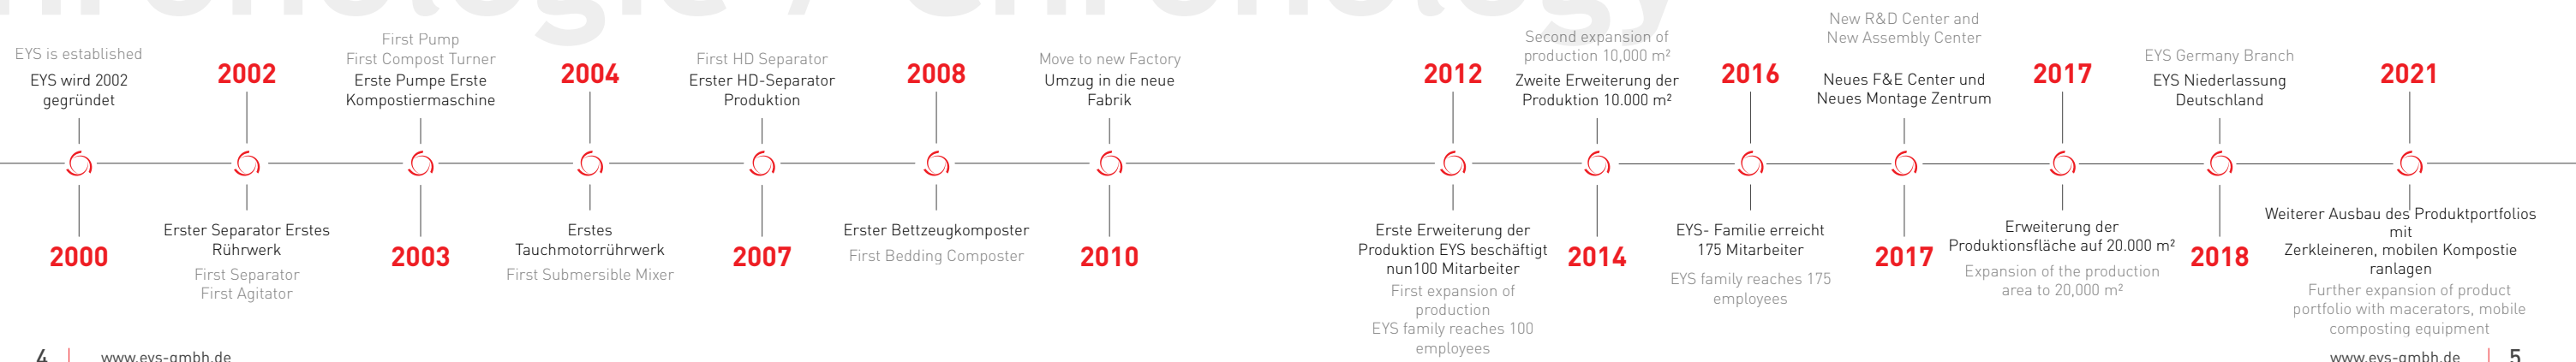 EYS is established
EYS wird 2002
gegründet
2000
2002
Erster Separator Erstes
Rührwerk
First Separator
First Agitator
First Pump
First Compost Turner
Erste Pumpe Erste
Kompostiermaschine
2003
2004
Erstes
Tauchmotorrührwerk
First Submersible Mixer
First HD Separator
Erster HD-Separator
Produktion
2007
2008
Erster Bettzeugkomposter
First Bedding Composter
Move to new Factory
Umzug in die neue
Fabrik
2010
2012
Erste Erweiterung der
Produktion EYS beschäftigt
nun100 Mitarbeiter
First expansion of
production
EYS family reaches 100
employees
Second expansion of
production 10,000 m²
Zweite Erweiterung der
Produktion 10.000 m²
2014
2016
EYS- Familie erreicht
175 Mitarbeiter
EYS family reaches 175
employees
New R&D Center and
New Assembly Center
Neues F&E Center und
Neues Montage Zentrum
2017
2017
Erweiterung der
Produktionsfläche auf 20.000 m²
Expansion of the production
area to 20,000 m²
EYS Germany Branch
EYS Niederlassung
Deutschland
2018
2021
Weiterer Ausbau des Produktportfolios
mit
Zerkleineren, mobilen Kompostie
ranlagen
Further expansion of product
portfolio with macerators, mobile
composting equipment
4 | www.eys-gmbh.de
www.eys-gmbh.de | 5